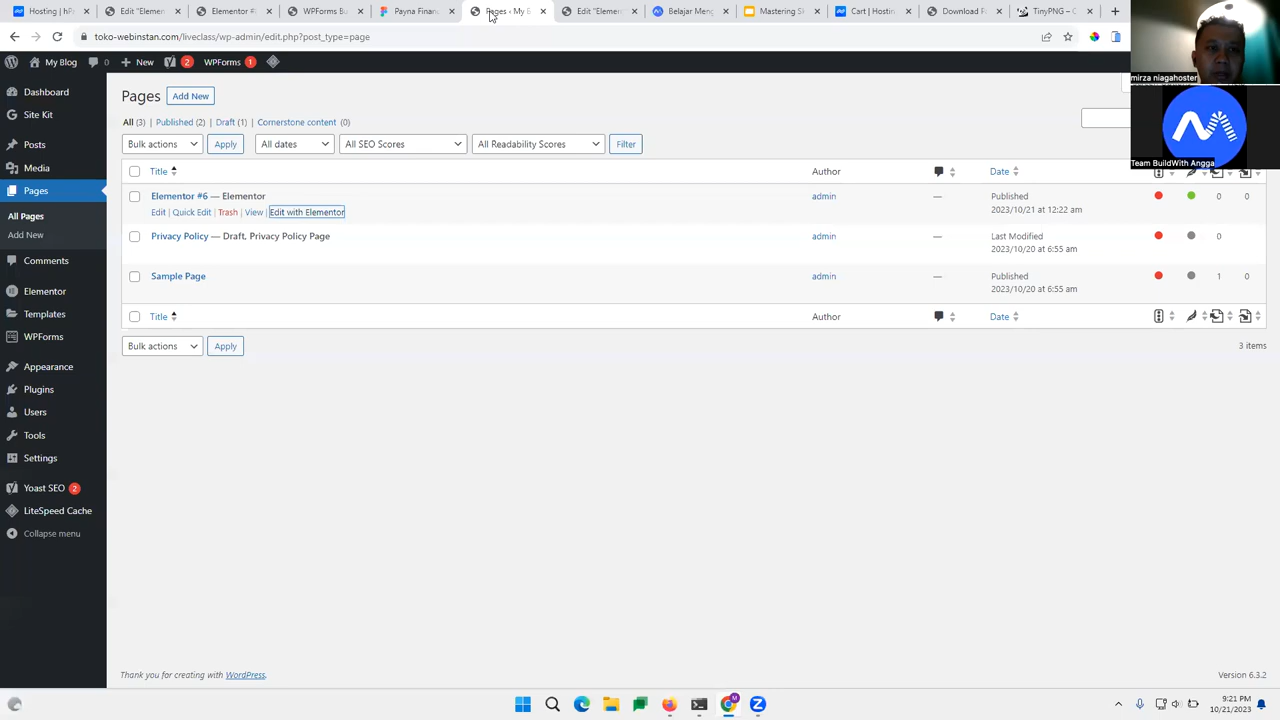 Hosting | hP
Edit "Elemen
Elementor #
WPForms Bu
Payna Finan
Pages ‹ My B
Edit "Elemen
Belajar Meng
Mastering Sk
Cart | Hostin
Download F
TinyPNG – C
toko-webinstan.com/liveclass/wp-admin/edit.php?post_type=page
My Blog 0 New 2 WPForms 1
mirza niagahoster
Team BuildWith Angga
Dashboard
Site Kit
Posts
Media
Pages
All Pages
Add New
Comments
Elementor
Templates
WPForms
Appearance
Plugins
Users
Tools
Settings
Yoast SEO 2
LiteSpeed Cache
Collapse menu
Pages Add New
All (3) | Published (2) | Draft (1) | Cornerstone content (0)
Bulk actions Apply All dates All SEO Scores All Readability Scores Filter
Title Author Date
Elementor #6 — Elementor admin — Published 0 0
Edit | Quick Edit | Trash | View | Edit with Elementor 2023/10/21 at 12:22 am
Privacy Policy — Draft, Privacy Policy Page admin — Last Modified 0
2023/10/20 at 6:55 am
Sample Page admin — Published 1 0
2023/10/20 at 6:55 am
Title Author Date
Bulk actions Apply 3 items
Thank you for creating with WordPress. Version 6.3.2
9:21 PM
10/21/2023